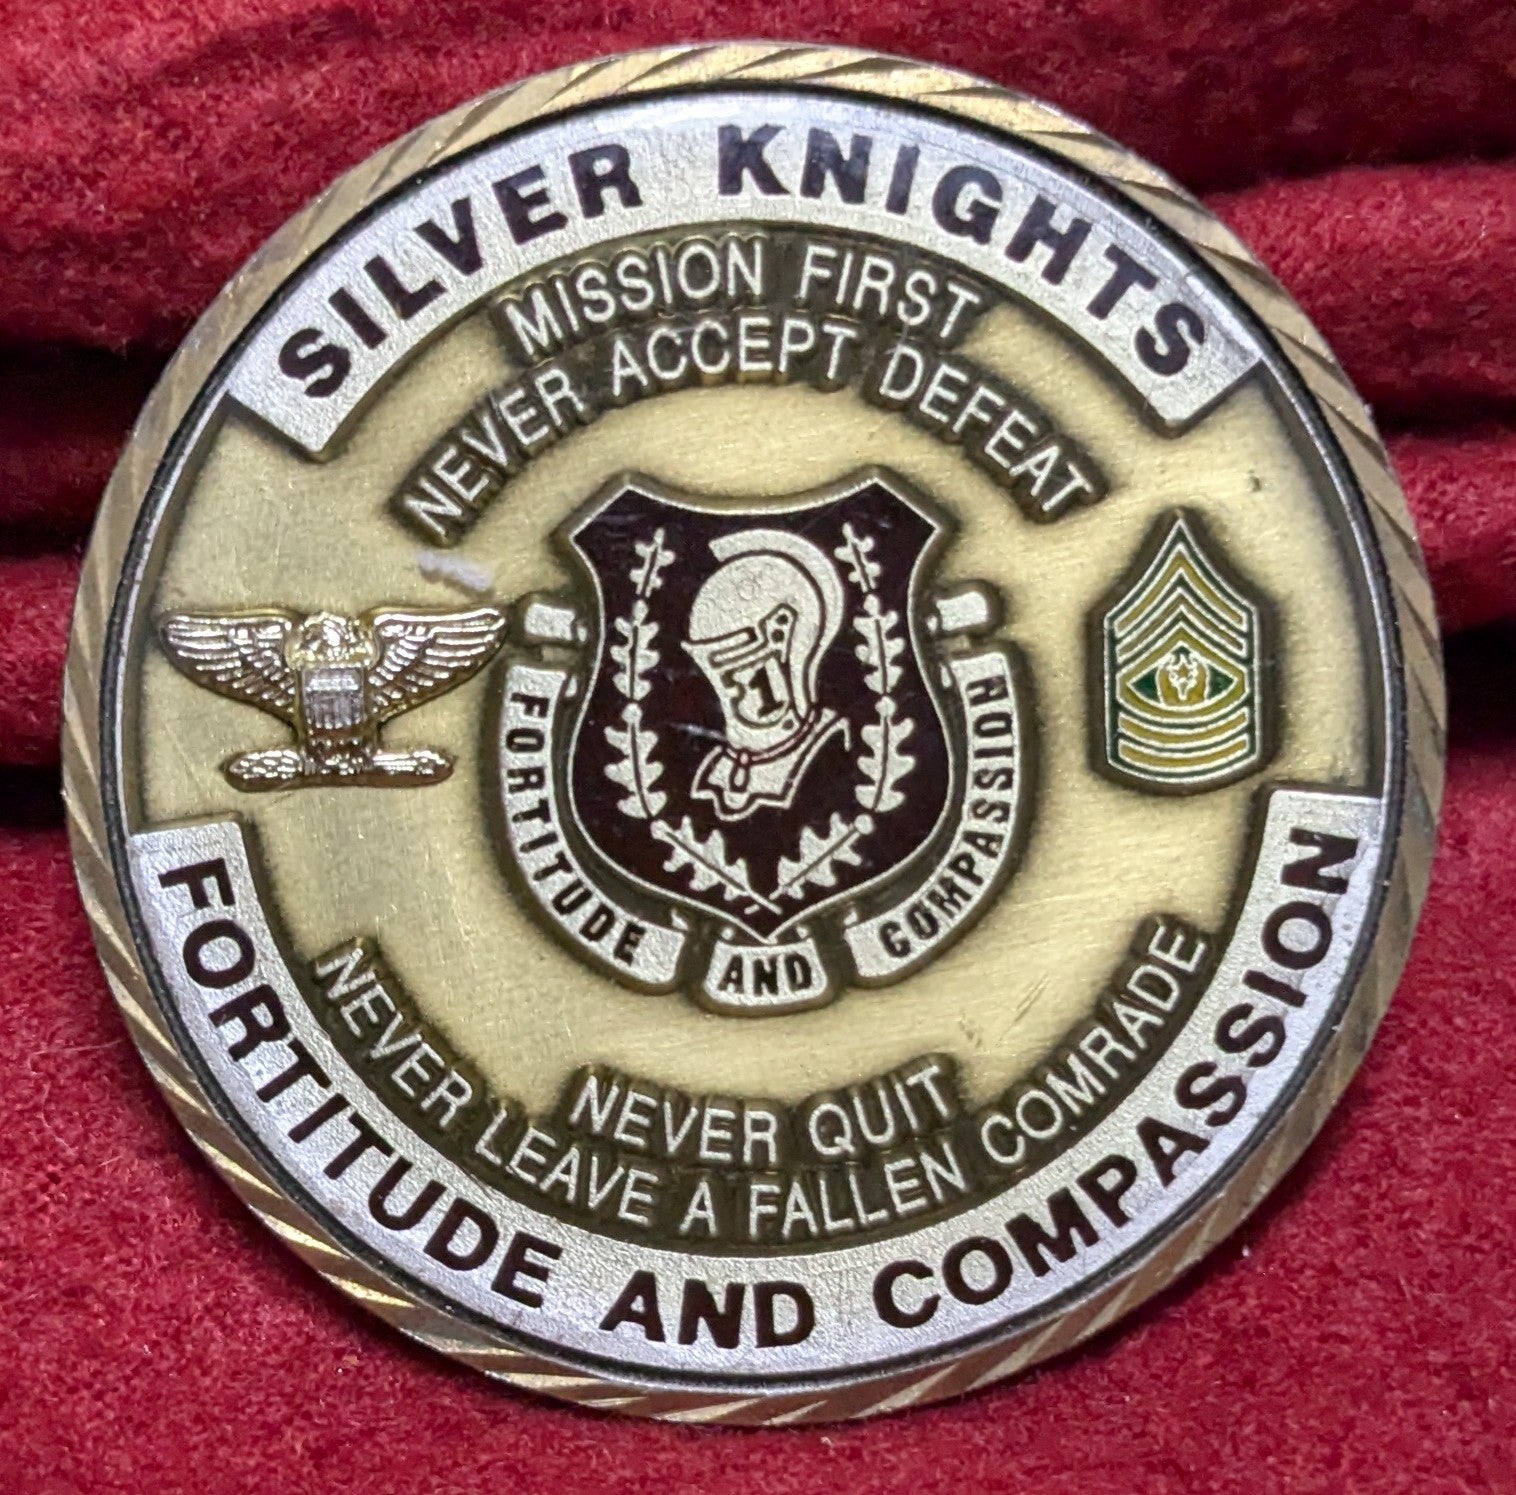 SILVER KNIGHTS
MISSION FIRST
NEVER ACCEPT DEFEAT
51
FORTITUDE AND COMPASSION
NEVER QUIT
NEVER LEAVE A FALLEN COMRADE
FORTITUDE AND COMPASSION